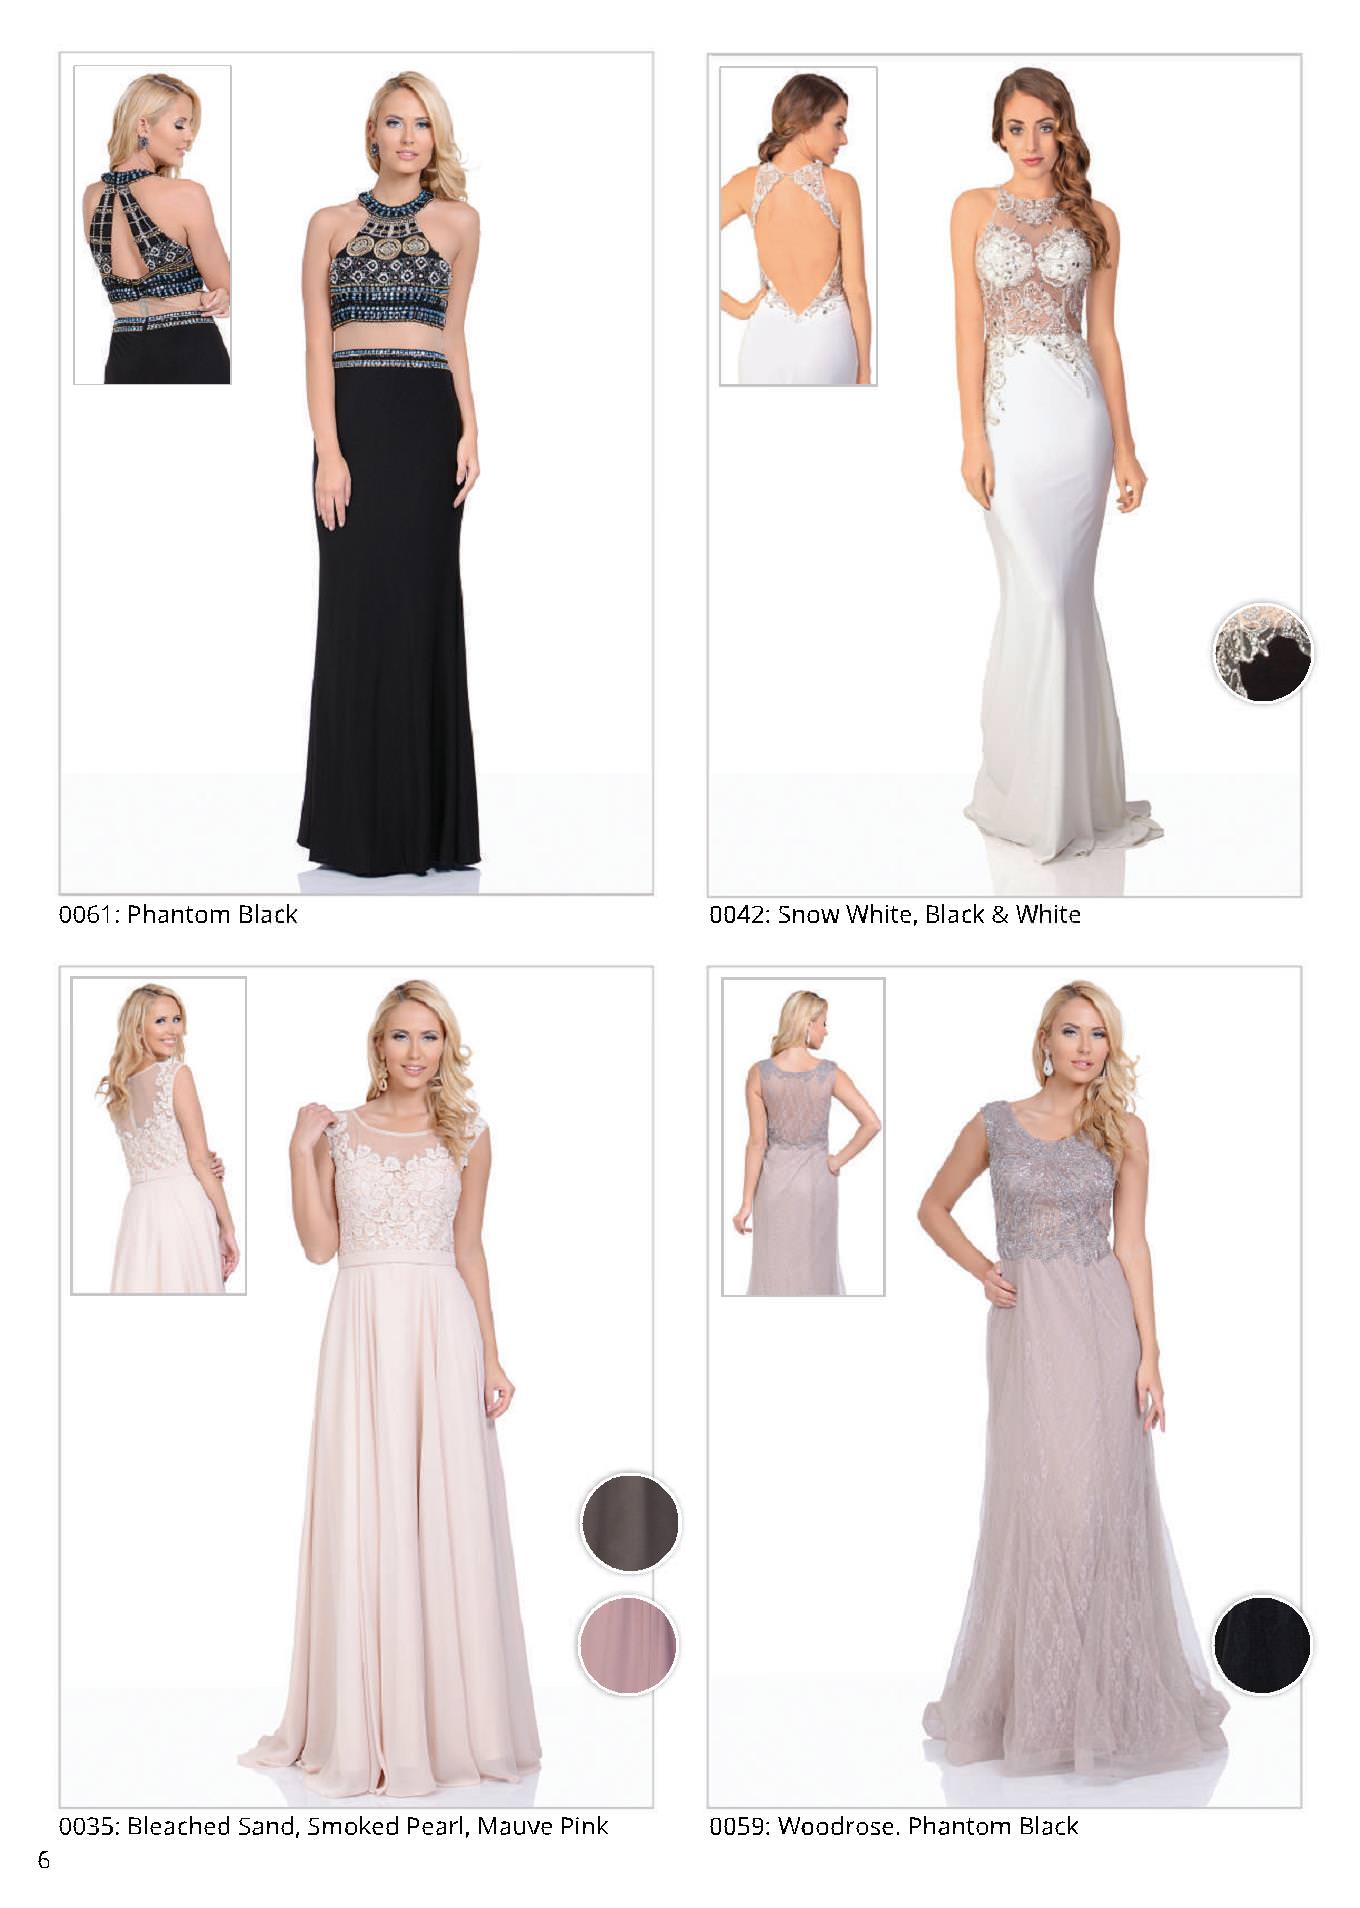 0061: Phantom Black
0042: Snow White, Black & White
0035: Bleached Sand, Smoked Pearl, Mauve Pink
0059: Woodrose. Phantom Black
6